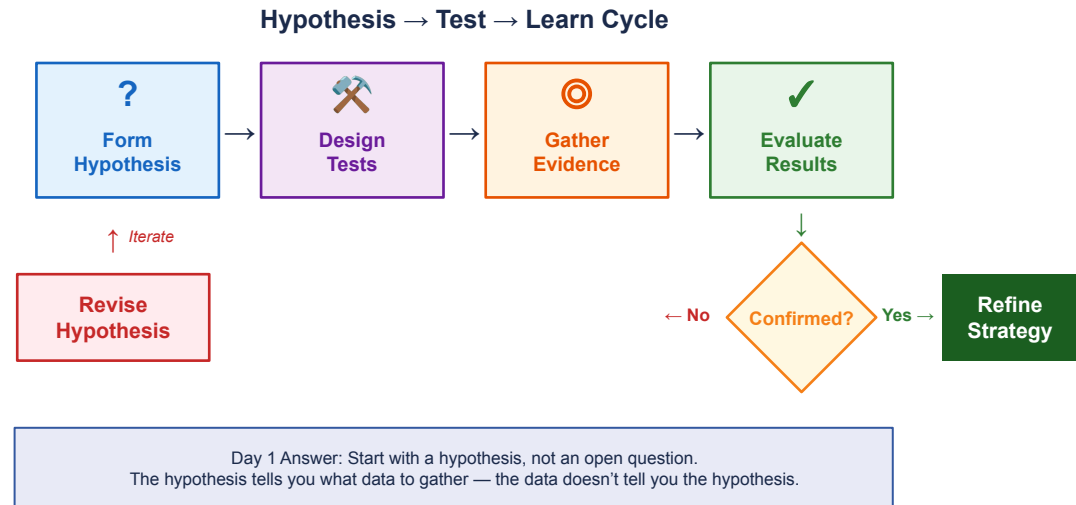 Hypothesis → Test → Learn Cycle
?
Form
Hypothesis
→
Design
Tests
→
Gather
Evidence
→
✓
Evaluate
Results
↑ Iterate
↓
Revise
Hypothesis
← No
Confirmed?
Yes →
Refine
Strategy
Day 1 Answer: Start with a hypothesis, not an open question.
The hypothesis tells you what data to gather — the data doesn’t tell you the hypothesis.